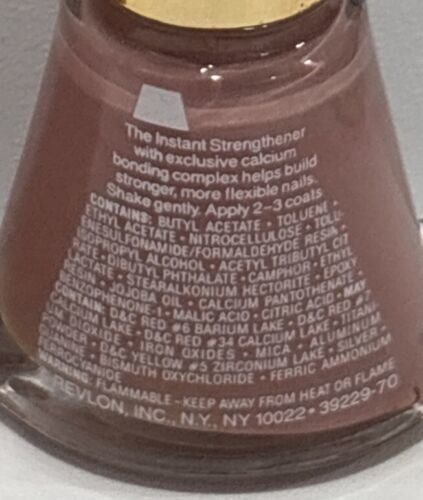 The Instant Strengthener
with exclusive calcium
bonding complex helps build
stronger, more flexible nails.
Shake gently. Apply 2-3 coats
CONTAINS: BUTYL ACETATE • TOLUENE •
ETHYL ACETATE • NITROCELLULOSE • TOLU-
ENESULFONAMIDE/FORMALDEHYDE RESIN •
ISOPROPYL ALCOHOL • ACETYL TRIBUTYL CIT
RATE • DIBUTYL PHTHALATE • CAMPHOR • ETHYL
LACTATE • STEARALKONIUM HECTORITE • EPOXY
RESIN • JOJOBA OIL • CALCIUM PANTOTHENATE •
BENZOPHENONE-1 • MALIC ACID • CITRIC ACID • MAY
CONTAIN: D&C RED #6 BARIUM LAKE • D&C RED #7
CALCIUM LAKE • D&C RED #34 CALCIUM LAKE • TITANI
UM DIOXIDE • IRON OXIDES • MICA • ALUMINUM
POWDER • D&C YELLOW #5 ZIRCONIUM LAKE • SILVER •
BISMUTH OXYCHLORIDE • FERRIC AMMONIUM
FERROCYANIDE
WARNING: FLAMMABLE - KEEP AWAY FROM HEAT OR FLAME
REVLON, INC., N.Y., NY 10022 • 39229-70